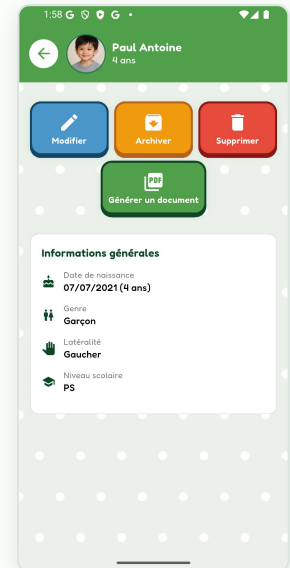 1:58
Paul Antoine
4 ans
Modifier
Archiver
Supprimer
PDF
Générer un document
Informations générales
Date de naissance
07/07/2021 (4 ans)
Genre
Garçon
Latéralité
Gaucher
Niveau scolaire
PS